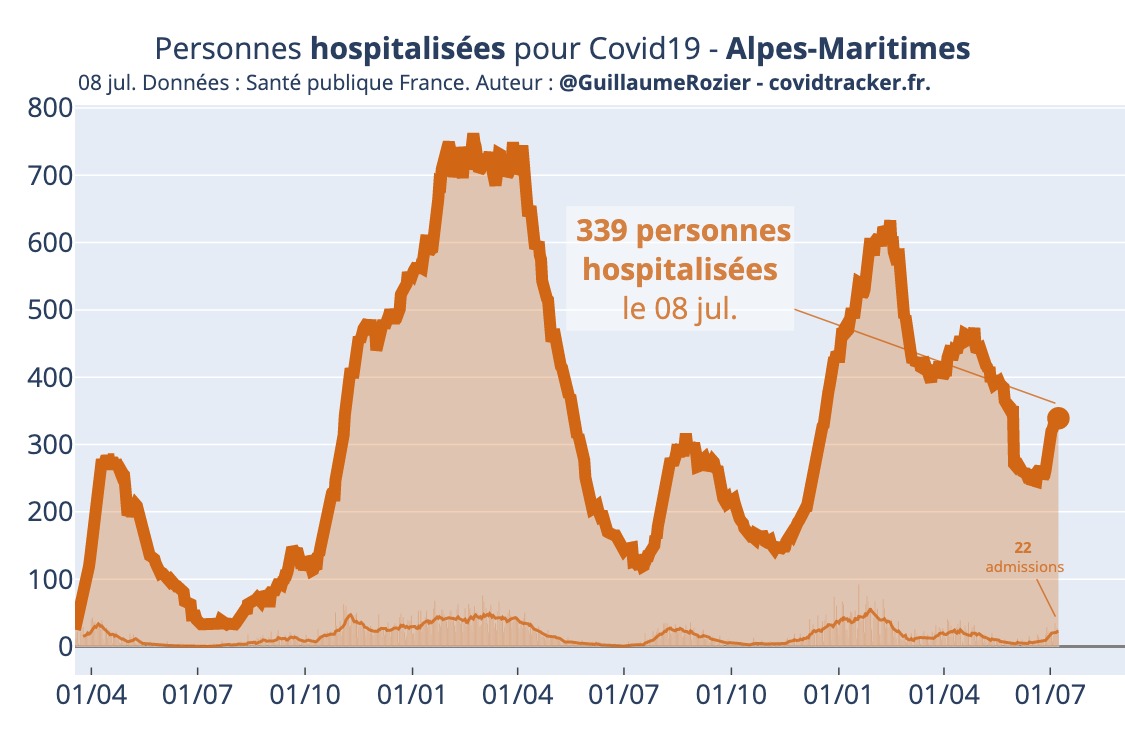 Personnes hospitalisées pour Covid19 - Alpes-Maritimes
08 jul. Données : Santé publique France. Auteur : @GuillaumeRozier - covidtracker.fr.
800
700
600
500
400
300
200
100
0
339 personnes
hospitalisées
le 08 jul.
22
admissions
01/04 01/07 01/10 01/01 01/04 01/07 01/10 01/01 01/04 01/07